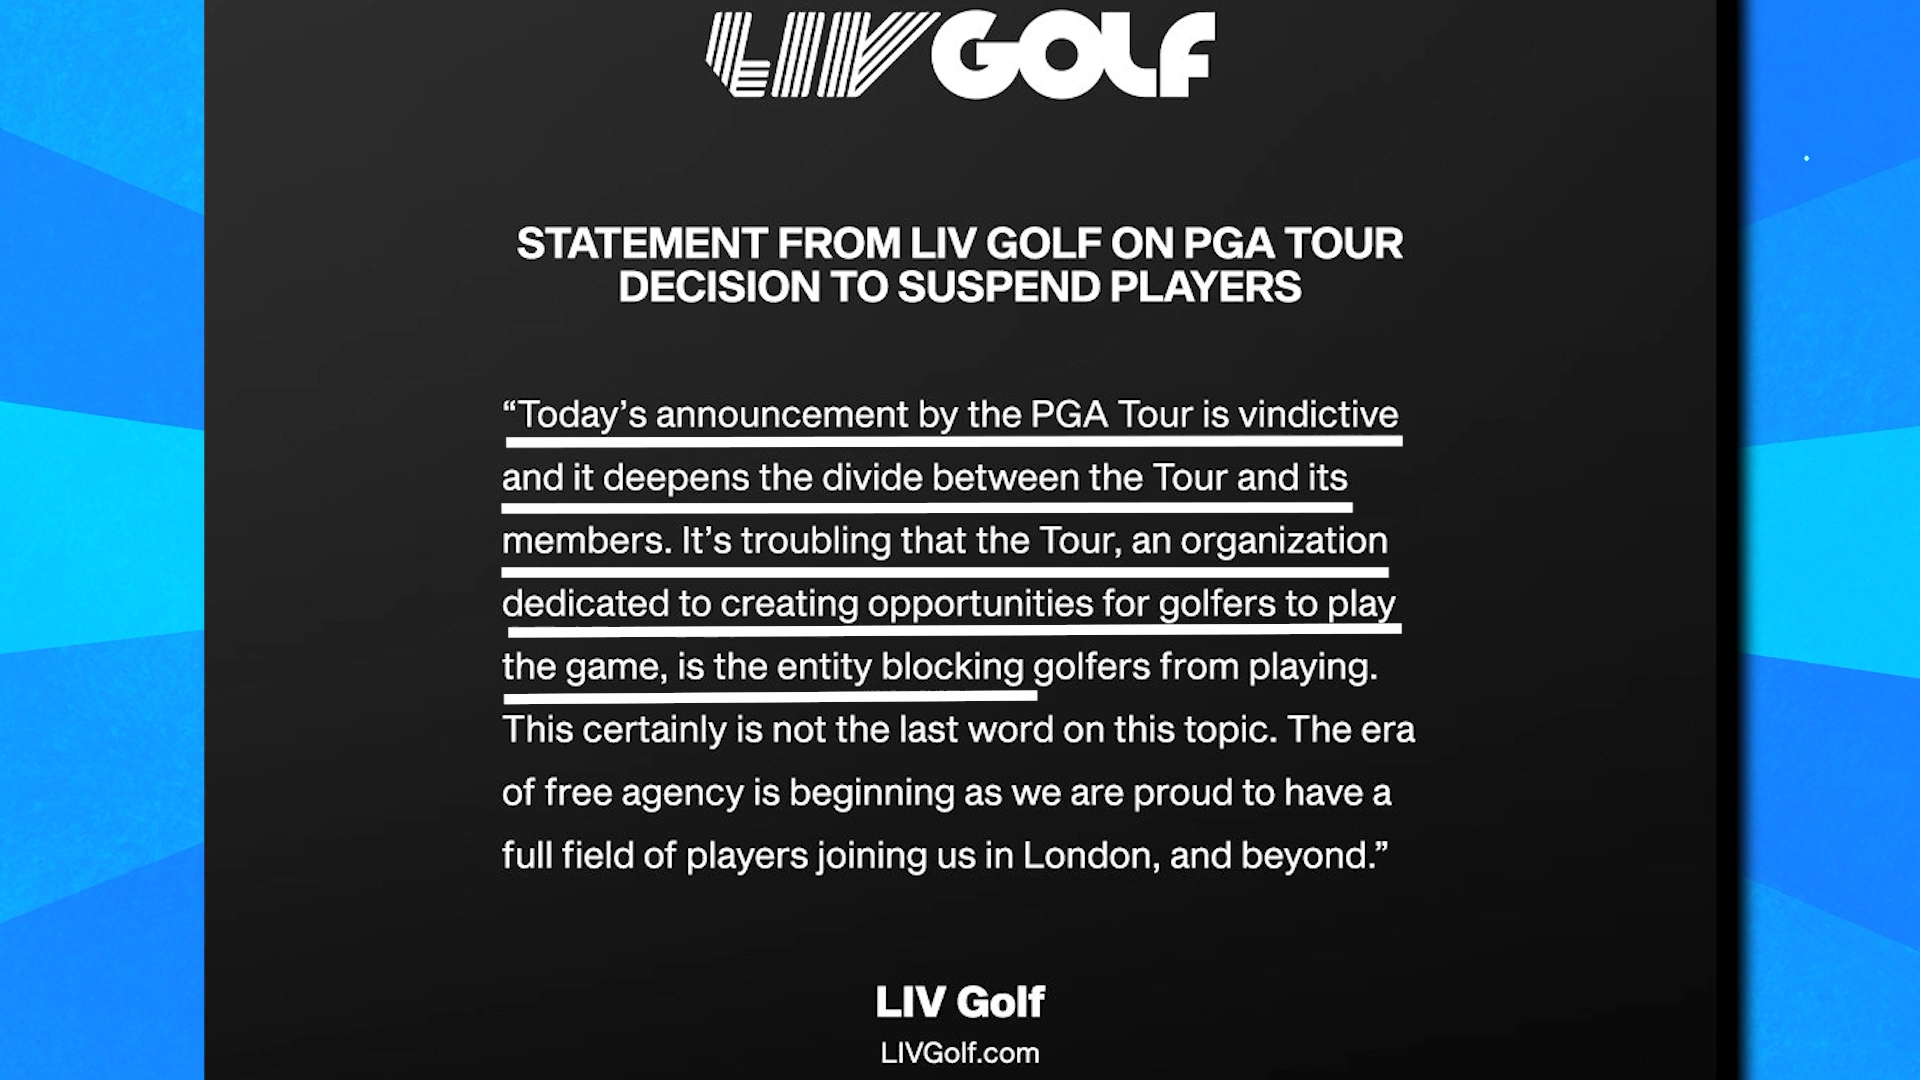 LIV GOLF
STATEMENT FROM LIV GOLF ON PGA TOUR
DECISION TO SUSPEND PLAYERS
“Today’s announcement by the PGA Tour is vindictive
and it deepens the divide between the Tour and its
members. It’s troubling that the Tour, an organization
dedicated to creating opportunities for golfers to play
the game, is the entity blocking golfers from playing.
This certainly is not the last word on this topic. The era
of free agency is beginning as we are proud to have a
full field of players joining us in London, and beyond.”
LIV Golf
LIVGolf.com